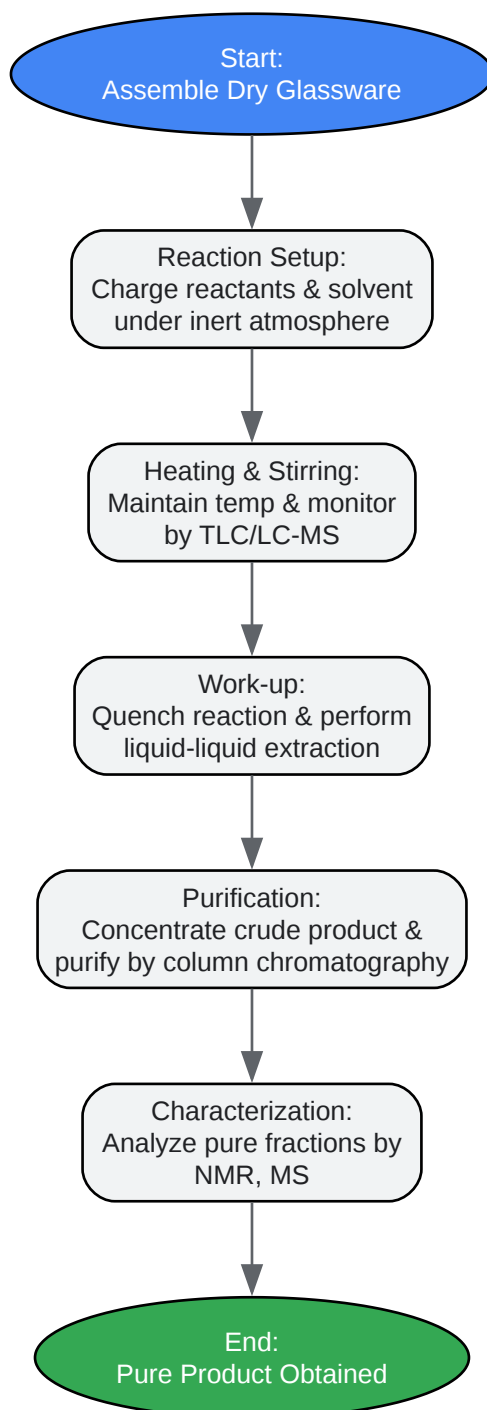 Start:
Assemble Dry Glassware
Reaction Setup:
Charge reactants & solvent
under inert atmosphere
Heating & Stirring:
Maintain temp & monitor
by TLC/LC-MS
Work-up:
Quench reaction & perform
liquid-liquid extraction
Purification:
Concentrate crude product &
purify by column chromatography
Characterization:
Analyze pure fractions by
NMR, MS
End:
Pure Product Obtained